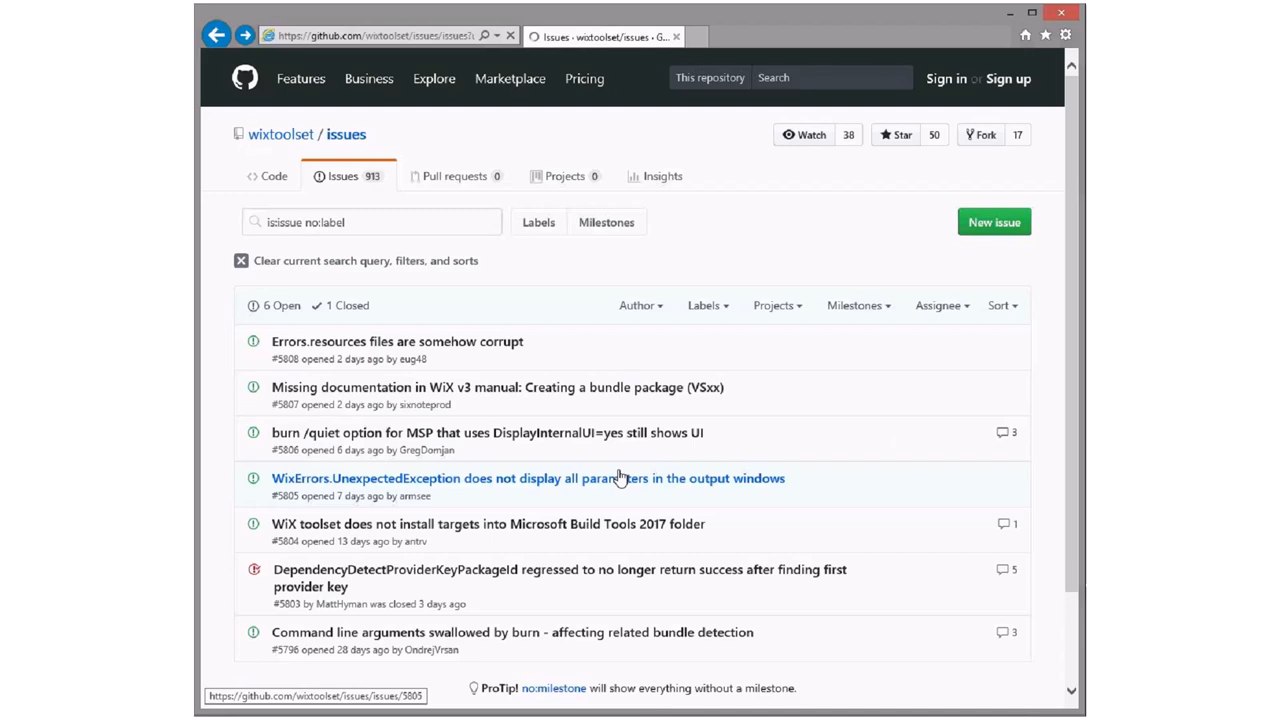 https://github.com/wixtoolset/issues/issues?u
Issues · wixtoolset/issues · G...
Features Business Explore Marketplace Pricing This repository Search Sign in or Sign up
wixtoolset / issues Watch 38 Star 50 Fork 17
Code Issues 913 Pull requests 0 Projects 0 Insights
is:issue no:label Labels Milestones New issue
Clear current search query, filters, and sorts
6 Open 1 Closed Author Labels Projects Milestones Assignee Sort
Errors.resources files are somehow corrupt
#5808 opened 2 days ago by eug48
Missing documentation in WiX v3 manual: Creating a bundle package (VSxx)
#5807 opened 2 days ago by sixnoteprod
burn /quiet option for MSP that uses DisplayInternalUI=yes still shows UI 3
#5806 opened 6 days ago by GregDomjan
WixErrors.UnexpectedException does not display all parameters in the output windows
#5805 opened 7 days ago by armsee
WiX toolset does not install targets into Microsoft Build Tools 2017 folder 1
#5804 opened 13 days ago by antrv
DependencyDetectProviderKeyPackageId regressed to no longer return success after finding first 5
provider key
#5803 by MattHyman was closed 3 days ago
Command line arguments swallowed by burn - affecting related bundle detection 3
#5796 opened 28 days ago by OndrejVrsan
ProTip! no:milestone will show everything without a milestone.
https://github.com/wixtoolset/issues/issues/5805